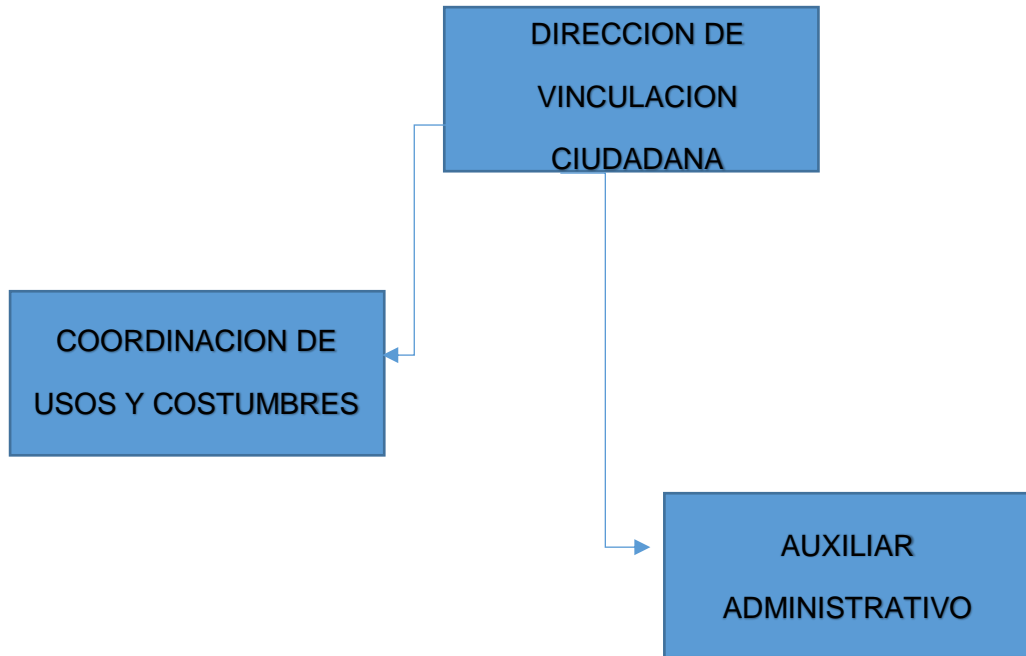 DIRECCION DE
VINCULACION
CIUDADANA
COORDINACION DE
USOS Y COSTUMBRES
AUXILIAR
ADMINISTRATIVO